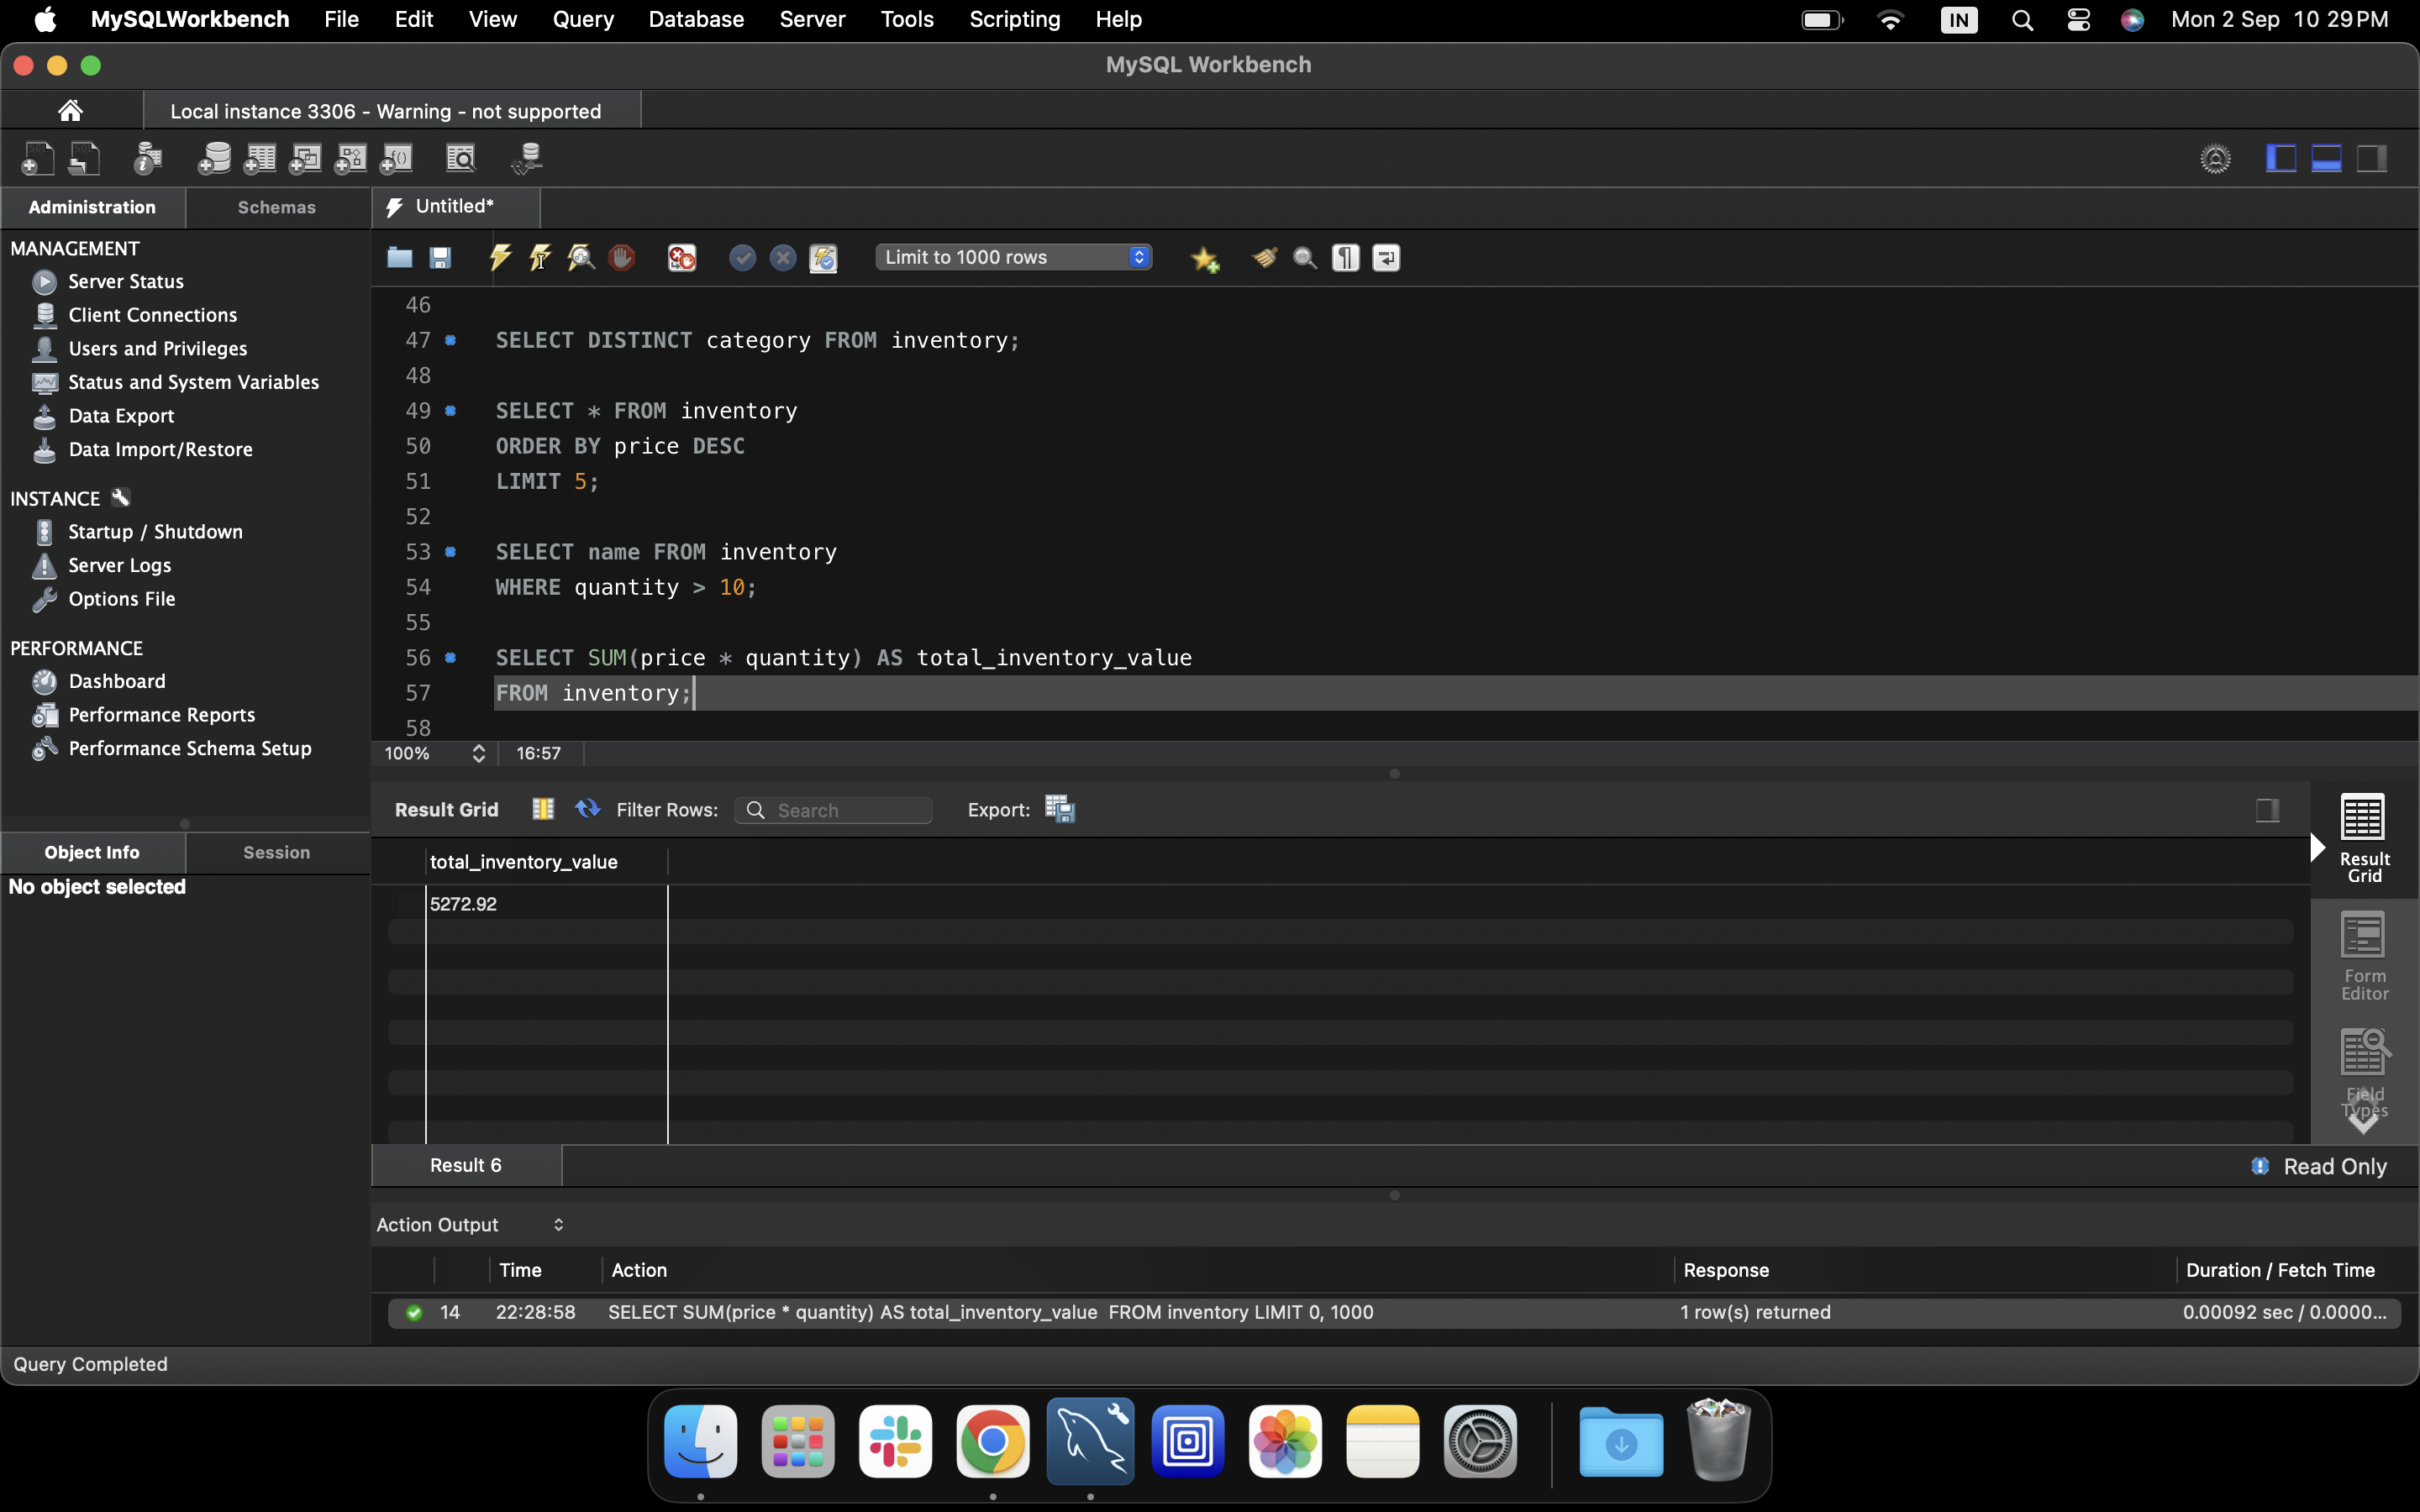 MySQLWorkbench File Edit View Query Database Server Tools Scripting Help IN Mon 2 Sep 10 29 PM
MySQL Workbench
Local instance 3306 - Warning - not supported
Administration Schemas Untitled*
MANAGEMENT
Server Status
Client Connections
Users and Privileges
Status and System Variables
Data Export
Data Import/Restore
INSTANCE
Startup / Shutdown
Server Logs
Options File
PERFORMANCE
Dashboard
Performance Reports
Performance Schema Setup
Object Info Session
No object selected
Limit to 1000 rows
46
47 SELECT DISTINCT category FROM inventory;
48
49 SELECT * FROM inventory
50 ORDER BY price DESC
51 LIMIT 5;
52
53 SELECT name FROM inventory
54 WHERE quantity > 10;
55
56 SELECT SUM(price * quantity) AS total_inventory_value
57 FROM inventory;
58
100% 16:57
Result Grid Filter Rows: Search Export:
total_inventory_value
5272.92
Result
Grid
Form
Editor
Field
Types
Result 6 Read Only
Action Output
Time Action Response Duration / Fetch Time
14 22:28:58 SELECT SUM(price * quantity) AS total_inventory_value FROM inventory LIMIT 0, 1000 1 row(s) returned 0.00092 sec / 0.0000...
Query Completed